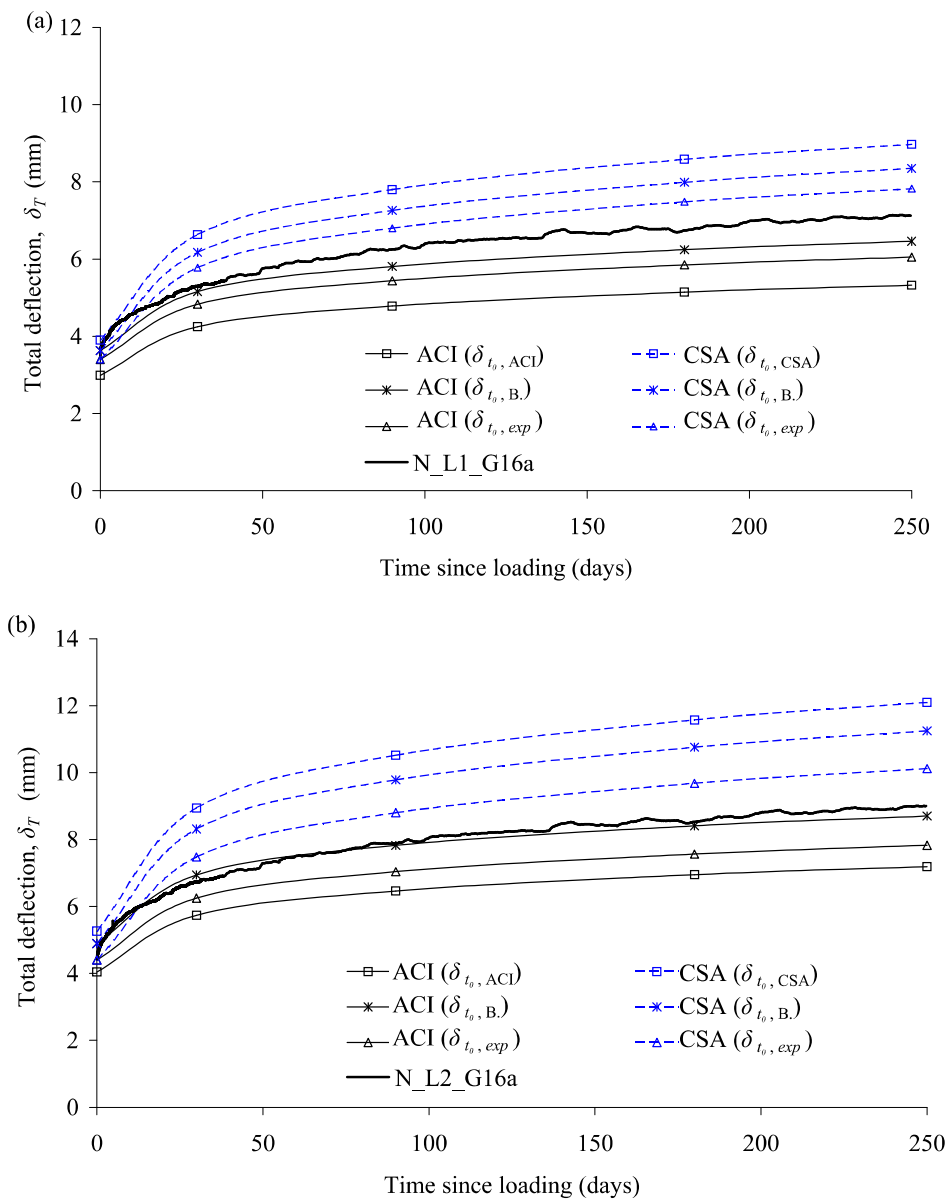 (a)
12
10
8
6
4
2
0
Total deflection, δT (mm)
ACI (δt0, ACI)
CSA (δt0, CSA)
ACI (δt0, B.)
CSA (δt0, B.)
ACI (δt0, exp)
CSA (δt0, exp)
N_L1_G16a
0 50 100 150 200 250
Time since loading (days)
(b)
14
12
10
8
6
4
2
0
Total deflection, δT (mm)
ACI (δt0, ACI)
CSA (δt0, CSA)
ACI (δt0, B.)
CSA (δt0, B.)
ACI (δt0, exp)
CSA (δt0, exp)
N_L2_G16a
0 50 100 150 200 250
Time since loading (days)